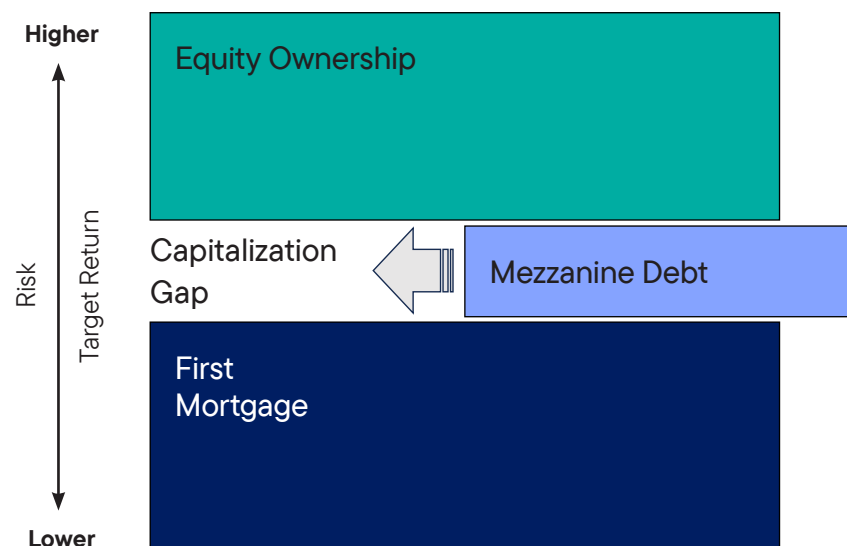 Higher
Equity Ownership
Risk
Target Return
Capitalization
Gap
Mezzanine Debt
First
Mortgage
Lower